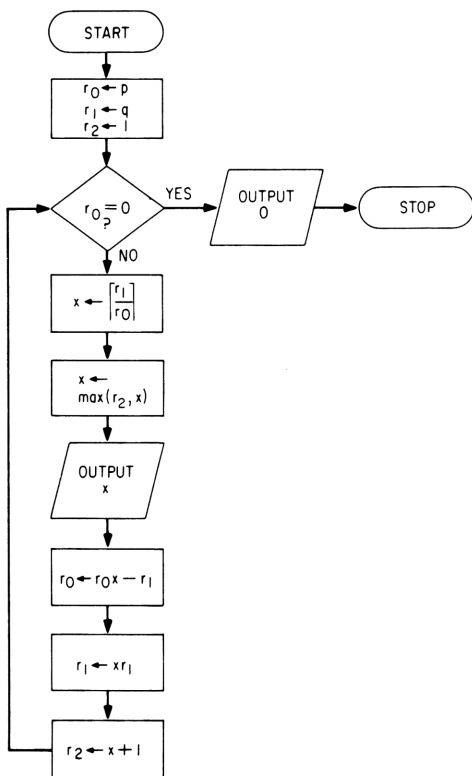 START
r₀ ← p
r₁ ← q
r₂ ← 1
r₀ = 0
?
YES
OUTPUT
0
STOP
NO
x ← ⌈r₁/r₀⌉
x ←
max(r₂, x)
OUTPUT
x
r₀ ← r₀x − r₁
r₁ ← xr₁
r₂ ← x + 1